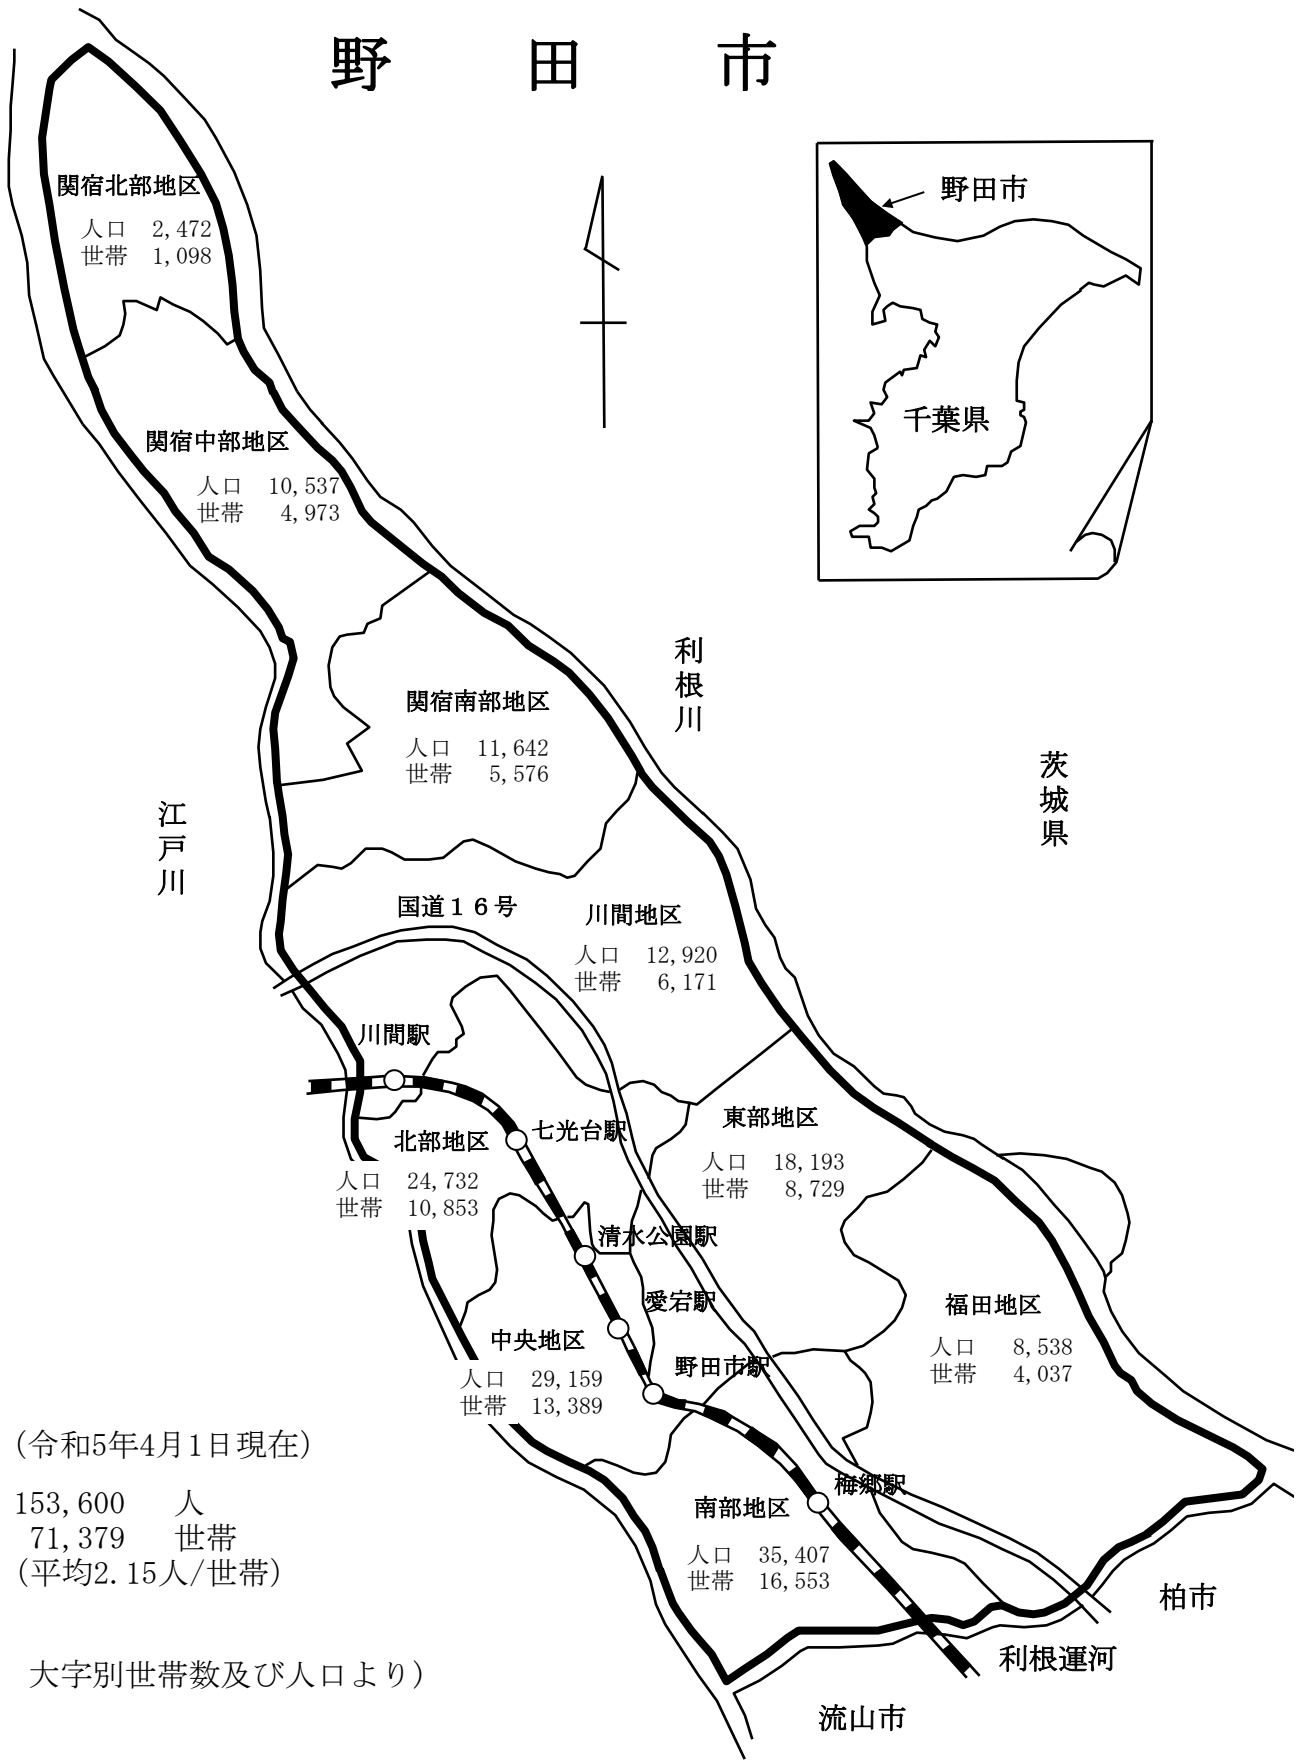 野田市
関宿北部地区
人口 2,472
世帯 1,098
野田市
千葉県
関宿中部地区
人口 10,537
世帯 4,973
利根川
関宿南部地区
人口 11,642
世帯 5,576
茨城県
江戸川
国道１６号
川間地区
人口 12,920
世帯 6,171
川間駅
七光台駅
東部地区
人口 18,193
世帯 8,729
北部地区
人口 24,732
世帯 10,853
清水公園駅
愛宕駅
福田地区
人口 8,538
世帯 4,037
中央地区
人口 29,159
世帯 13,389
野田市駅
梅郷駅
南部地区
人口 35,407
世帯 16,553
(令和5年4月1日現在)
153,600 人
71,379 世帯
(平均2.15人/世帯)
柏市
利根運河
大字別世帯数及び人口より)
流山市